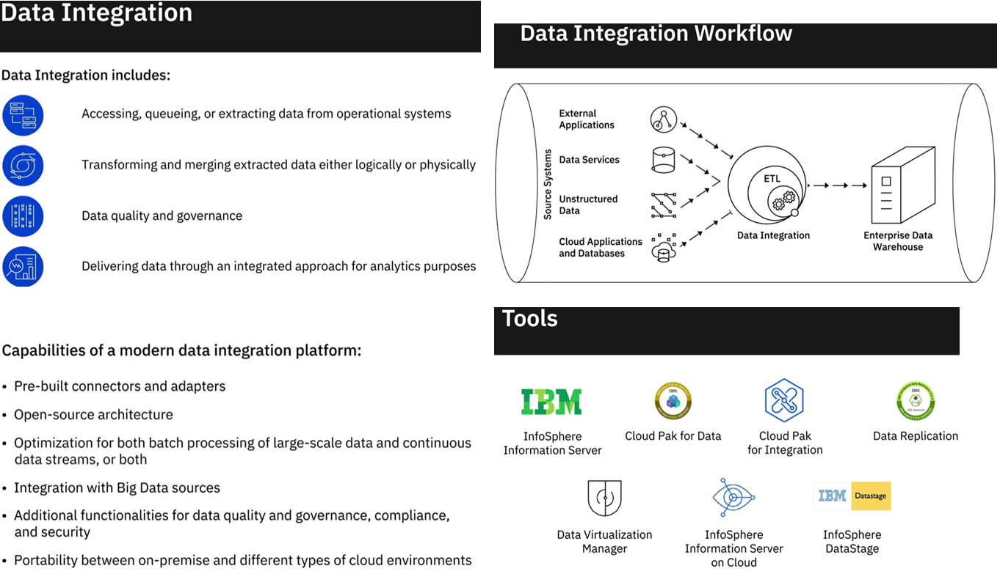 Data Integration
Data Integration includes:
Accessing, queueing, or extracting data from operational systems
Transforming and merging extracted data either logically or physically
Data quality and governance
Delivering data through an integrated approach for analytics purposes
Capabilities of a modern data integration platform:
• Pre-built connectors and adapters
• Open-source architecture
• Optimization for both batch processing of large-scale data and continuous
data streams, or both
• Integration with Big Data sources
• Additional functionalities for data quality and governance, compliance,
and security
• Portability between on-premise and different types of cloud environments
Data Integration Workflow
Source Systems
External
Applications
Data Services
Unstructured
Data
Cloud Applications
and Databases
ETL
Data Integration
Enterprise Data
Warehouse
Tools
IBM
InfoSphere
Information Server
IBM
Cloud Pak for Data
Cloud Pak
for Integration
IBM
Data Replication
Data Virtualization
Manager
InfoSphere
Information Server
on Cloud
IBM Datastage
InfoSphere
DataStage